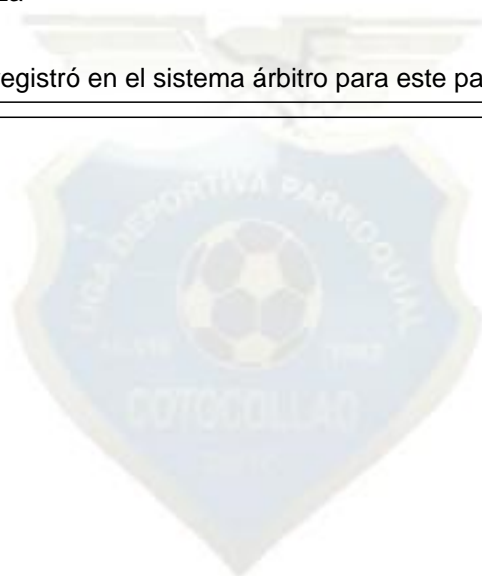 egistró en el sistema árbitro para este pa
LIGA DEPORTIVA PARROQUIAL
COTOCOLLAO